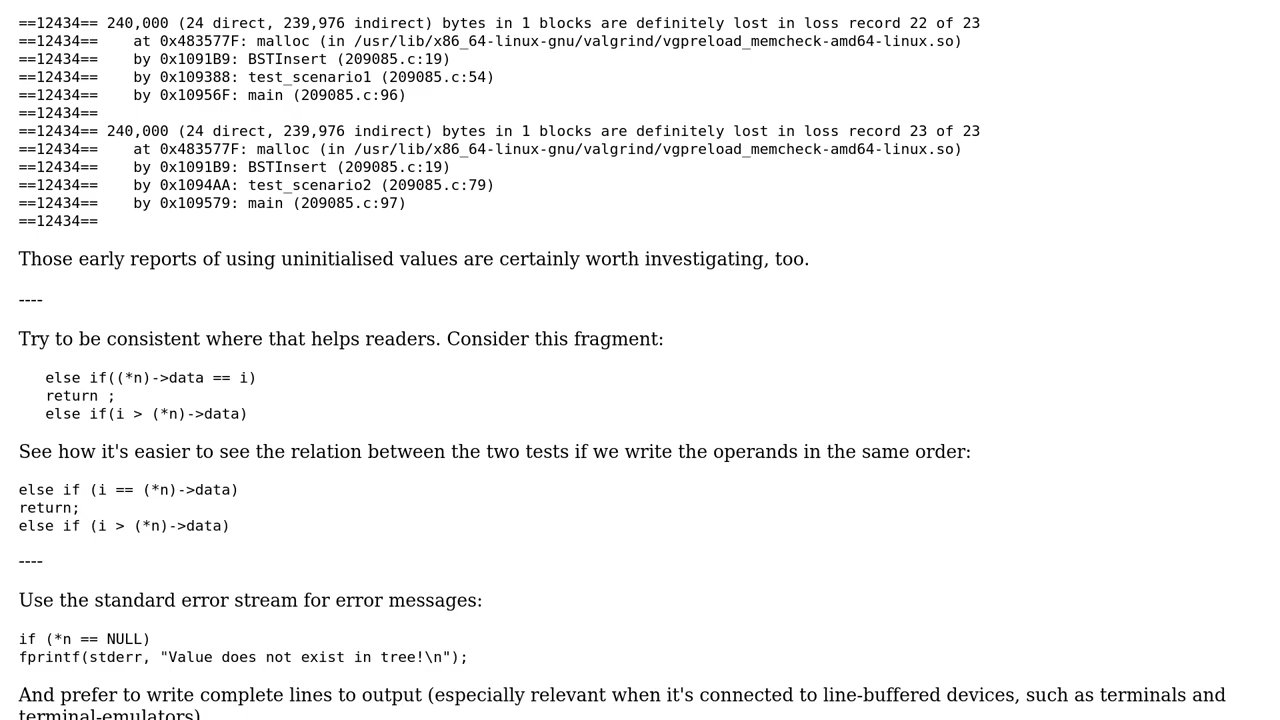 ==12434== 240,000 (24 direct, 239,976 indirect) bytes in 1 blocks are definitely lost in loss record 22 of 23
==12434==    at 0x483577F: malloc (in /usr/lib/x86_64-linux-gnu/valgrind/vgpreload_memcheck-amd64-linux.so)
==12434==    by 0x1091B9: BSTInsert (209085.c:19)
==12434==    by 0x109388: test_scenario1 (209085.c:54)
==12434==    by 0x10956F: main (209085.c:96)
==12434==
==12434== 240,000 (24 direct, 239,976 indirect) bytes in 1 blocks are definitely lost in loss record 23 of 23
==12434==    at 0x483577F: malloc (in /usr/lib/x86_64-linux-gnu/valgrind/vgpreload_memcheck-amd64-linux.so)
==12434==    by 0x1091B9: BSTInsert (209085.c:19)
==12434==    by 0x1094AA: test_scenario2 (209085.c:79)
==12434==    by 0x109579: main (209085.c:97)
==12434==
Those early reports of using uninitialised values are certainly worth investigating, too.
----
Try to be consistent where that helps readers. Consider this fragment:
   else if((*n)->data == i)
   return ;
   else if(i > (*n)->data)
See how it's easier to see the relation between the two tests if we write the operands in the same order:
else if (i == (*n)->data)
return;
else if (i > (*n)->data)
----
Use the standard error stream for error messages:
if (*n == NULL)
fprintf(stderr, "Value does not exist in tree!\n");
And prefer to write complete lines to output (especially relevant when it's connected to line-buffered devices, such as terminals and
terminal-emulators)